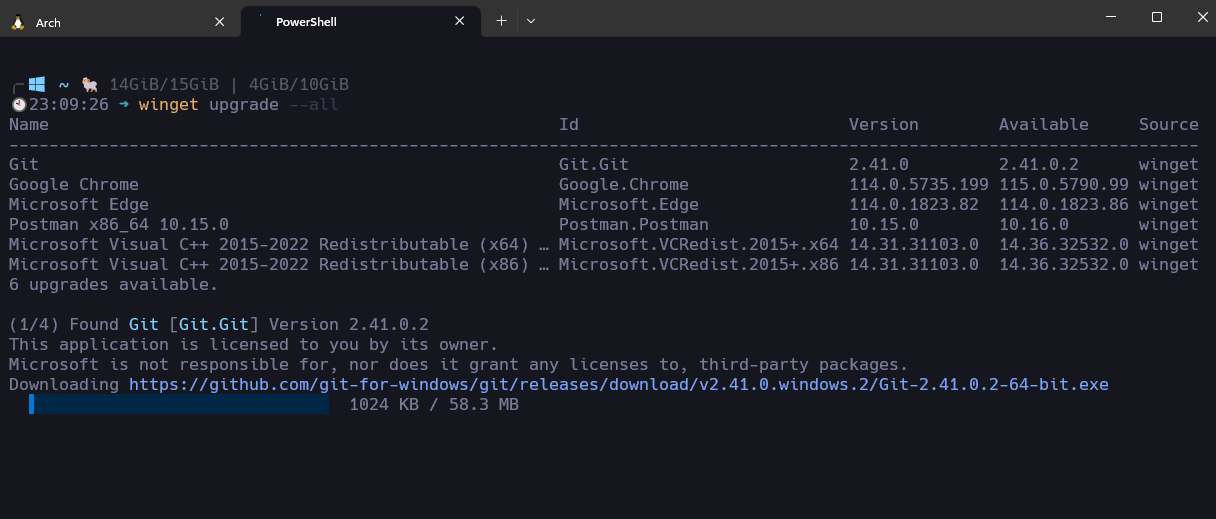 Arch
PowerShell
~ 14GiB/15GiB | 4GiB/10GiB
23:09:26 ➜ winget upgrade --all
Name Id Version Available Source
-----------------------------------------------------------------------------------------------------------------------
Git Git.Git 2.41.0 2.41.0.2 winget
Google Chrome Google.Chrome 114.0.5735.199 115.0.5790.99 winget
Microsoft Edge Microsoft.Edge 114.0.1823.82 114.0.1823.86 winget
Postman x86_64 10.15.0 Postman.Postman 10.15.0 10.16.0 winget
Microsoft Visual C++ 2015-2022 Redistributable (x64) … Microsoft.VCRedist.2015+.x64 14.31.31103.0 14.36.32532.0 winget
Microsoft Visual C++ 2015-2022 Redistributable (x86) … Microsoft.VCRedist.2015+.x86 14.31.31103.0 14.36.32532.0 winget
6 upgrades available.
(1/4) Found Git [Git.Git] Version 2.41.0.2
This application is licensed to you by its owner.
Microsoft is not responsible for, nor does it grant any licenses to, third-party packages.
Downloading https://github.com/git-for-windows/git/releases/download/v2.41.0.windows.2/Git-2.41.0.2-64-bit.exe
1024 KB / 58.3 MB